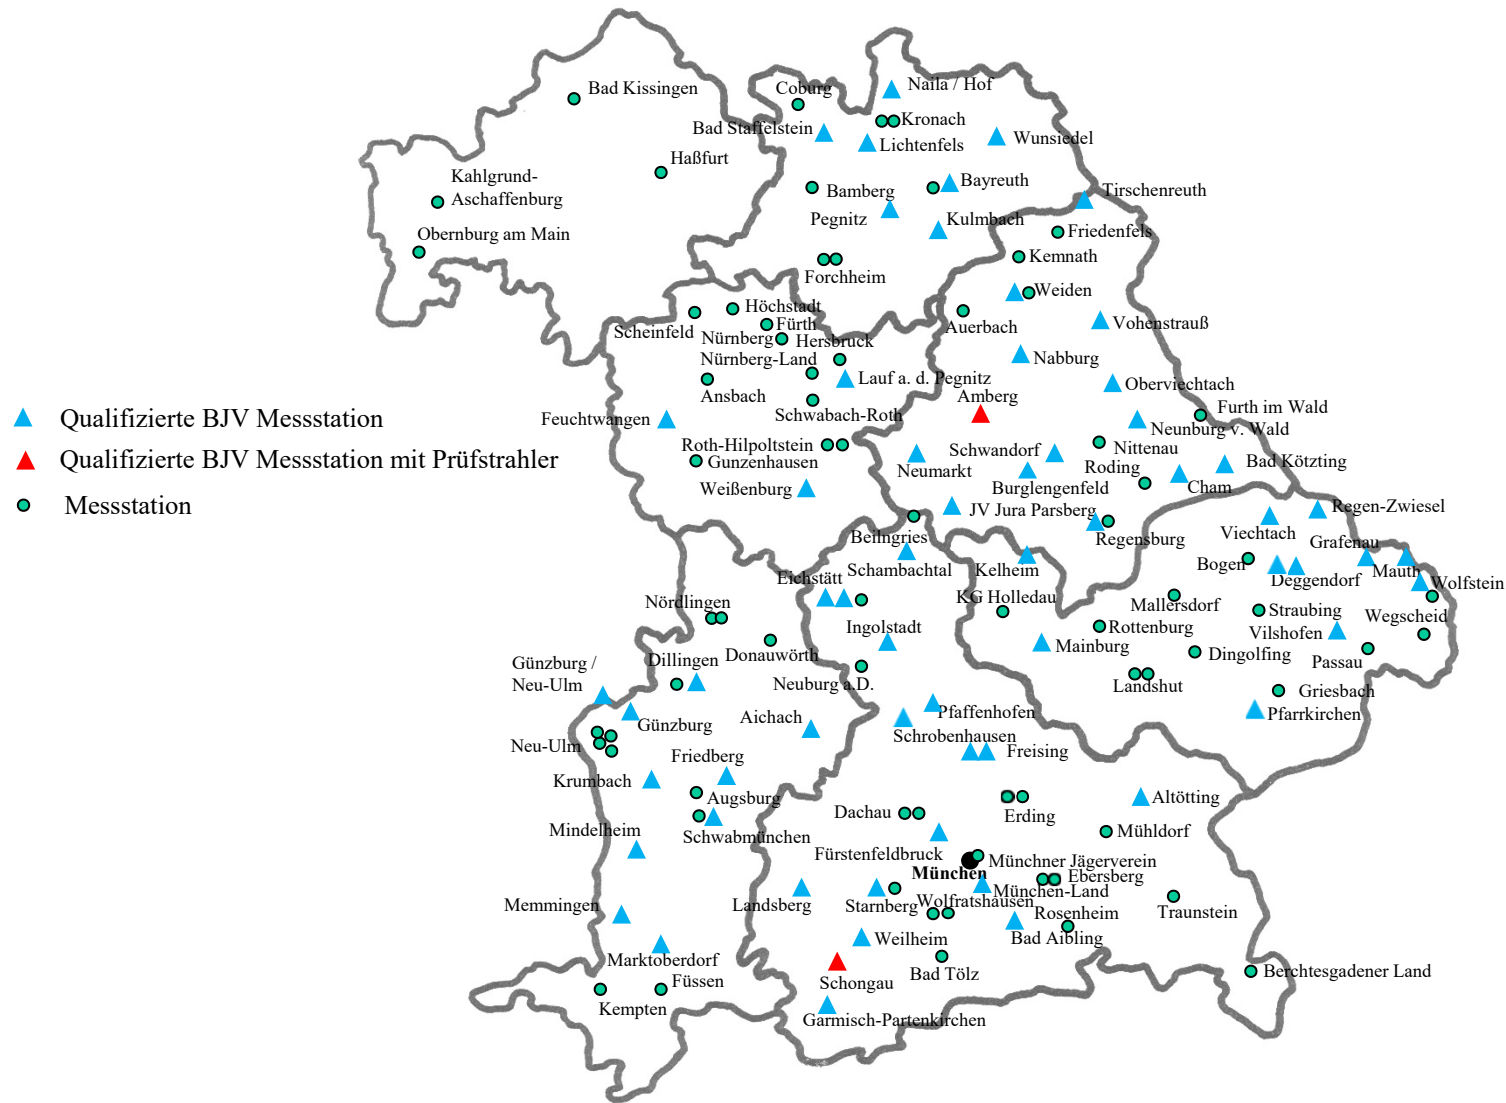 Naila / Hof
Bad Kissingen
Coburg
Kronach
Bad Staffelstein
Wunsiedel
Lichtenfels
Haßfurt
Kahlgrund-
Aschaffenburg
Bayreuth
Bamberg
Tirschenreuth
Pegnitz
Kulmbach
Obernburg am Main
Friedenfels
Kemnath
Forchheim
Weiden
Höchstadt
Scheinfeld
Fürth
Auerbach
Vohenstrauß
Nürnberg
Hersbruck
Nürnberg-Land
Nabburg
Lauf a. d. Pegnitz
Oberviechtach
Ansbach
Amberg
Schwabach-Roth
Furth im Wald
Feuchtwangen
Neunburg v. Wald
Qualifizierte BJV Messstation
Roth-Hilpoltstein
Schwandorf
Nittenau
Qualifizierte BJV Messstation mit Prüfstrahler
Gunzenhausen
Neumarkt
Roding
Bad Kötzting
Weißenburg
Burglengenfeld
Cham
Messstation
JV Jura Parsberg
Regen-Zwiesel
Viechtach
Beilngries
Regensburg
Grafenau
Schambachtal
Kelheim
Bogen
Deggendorf
Mauth
Eichstätt
Wolfstein
Nördlingen
KG Holledau
Mallersdorf
Straubing
Wegscheid
Ingolstadt
Rottenburg
Vilshofen
Donauwörth
Mainburg
Dingolfing
Passau
Günzburg /
Neu-Ulm
Dillingen
Neuburg a.D.
Landshut
Griesbach
Pfaffenhofen
Pfarrkirchen
Günzburg
Aichach
Schrobenhausen
Neu-Ulm
Freising
Friedberg
Krumbach
Augsburg
Altötting
Dachau
Erding
Mindelheim
Schwabmünchen
Mühldorf
Fürstenfeldbruck
Münchner Jägerverein
München
Ebersberg
München-Land
Memmingen
Landsberg
Starnberg
Wolfratshausen
Rosenheim
Traunstein
Weilheim
Bad Aibling
Marktoberdorf
Bad Tölz
Berchtesgadener Land
Füssen
Schongau
Kempten
Garmisch-Partenkirchen